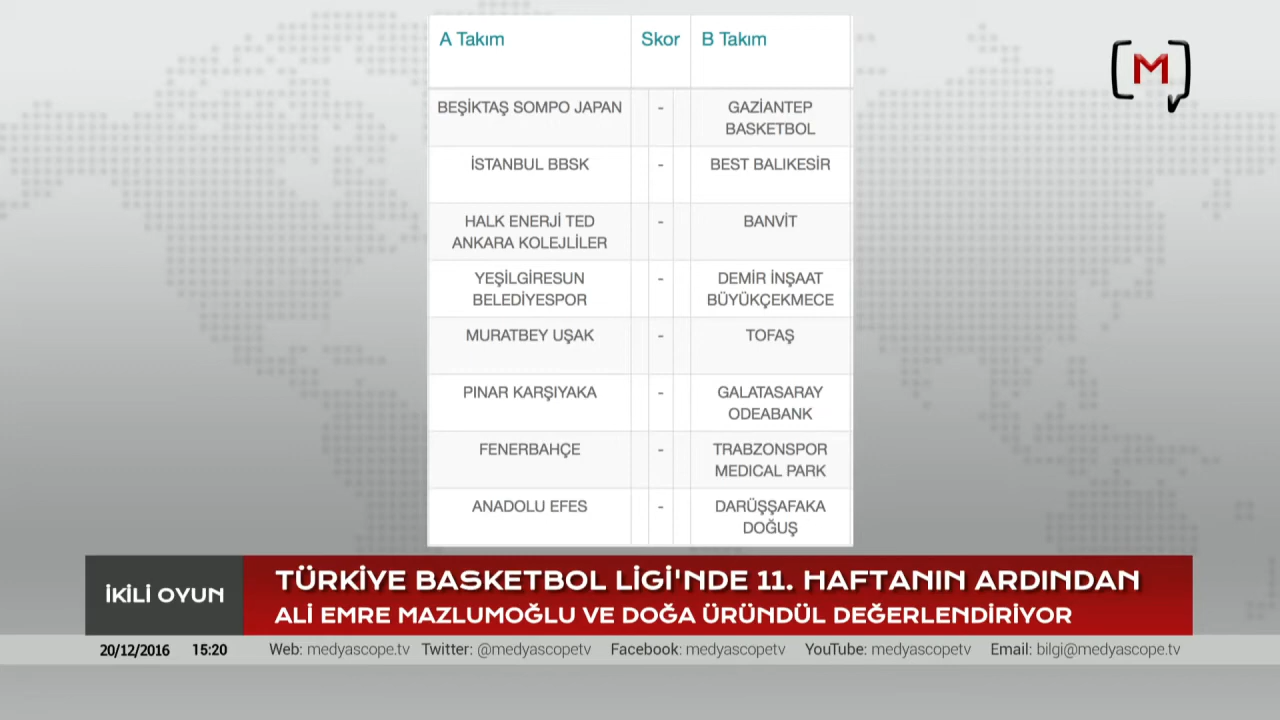 A Takım Skor B Takım
BEŞİKTAŞ SOMPO JAPAN - GAZİANTEP
BASKETBOL
İSTANBUL BBSK - BEST BALIKESİR
HALK ENERJİ TED
ANKARA KOLEJLİLER
- BANVİT
YEŞİLGİRESUN
BELEDİYESPOR
- DEMİR İNŞAAT
BÜYÜKÇEKMECE
MURATBEY UŞAK - TOFAŞ
PINAR KARŞIYAKA - GALATASARAY
ODEABANK
FENERBAHÇE - TRABZONSPOR
MEDICAL PARK
ANADOLU EFES - DARÜŞŞAFAKA
DOĞUŞ
M
İKİLİ OYUN
TÜRKİYE BASKETBOL LİGİ'NDE 11. HAFTANIN ARDINDAN
ALİ EMRE MAZLUMOĞLU VE DOĞA ÜRÜNDÜL DEĞERLENDİRİYOR
20/12/2016 15:20 Web: medyascope.tv Twitter: @medyascopetv Facebook: medyascopetv YouTube: medyascopetv Email: bilgi@medyascope.tv